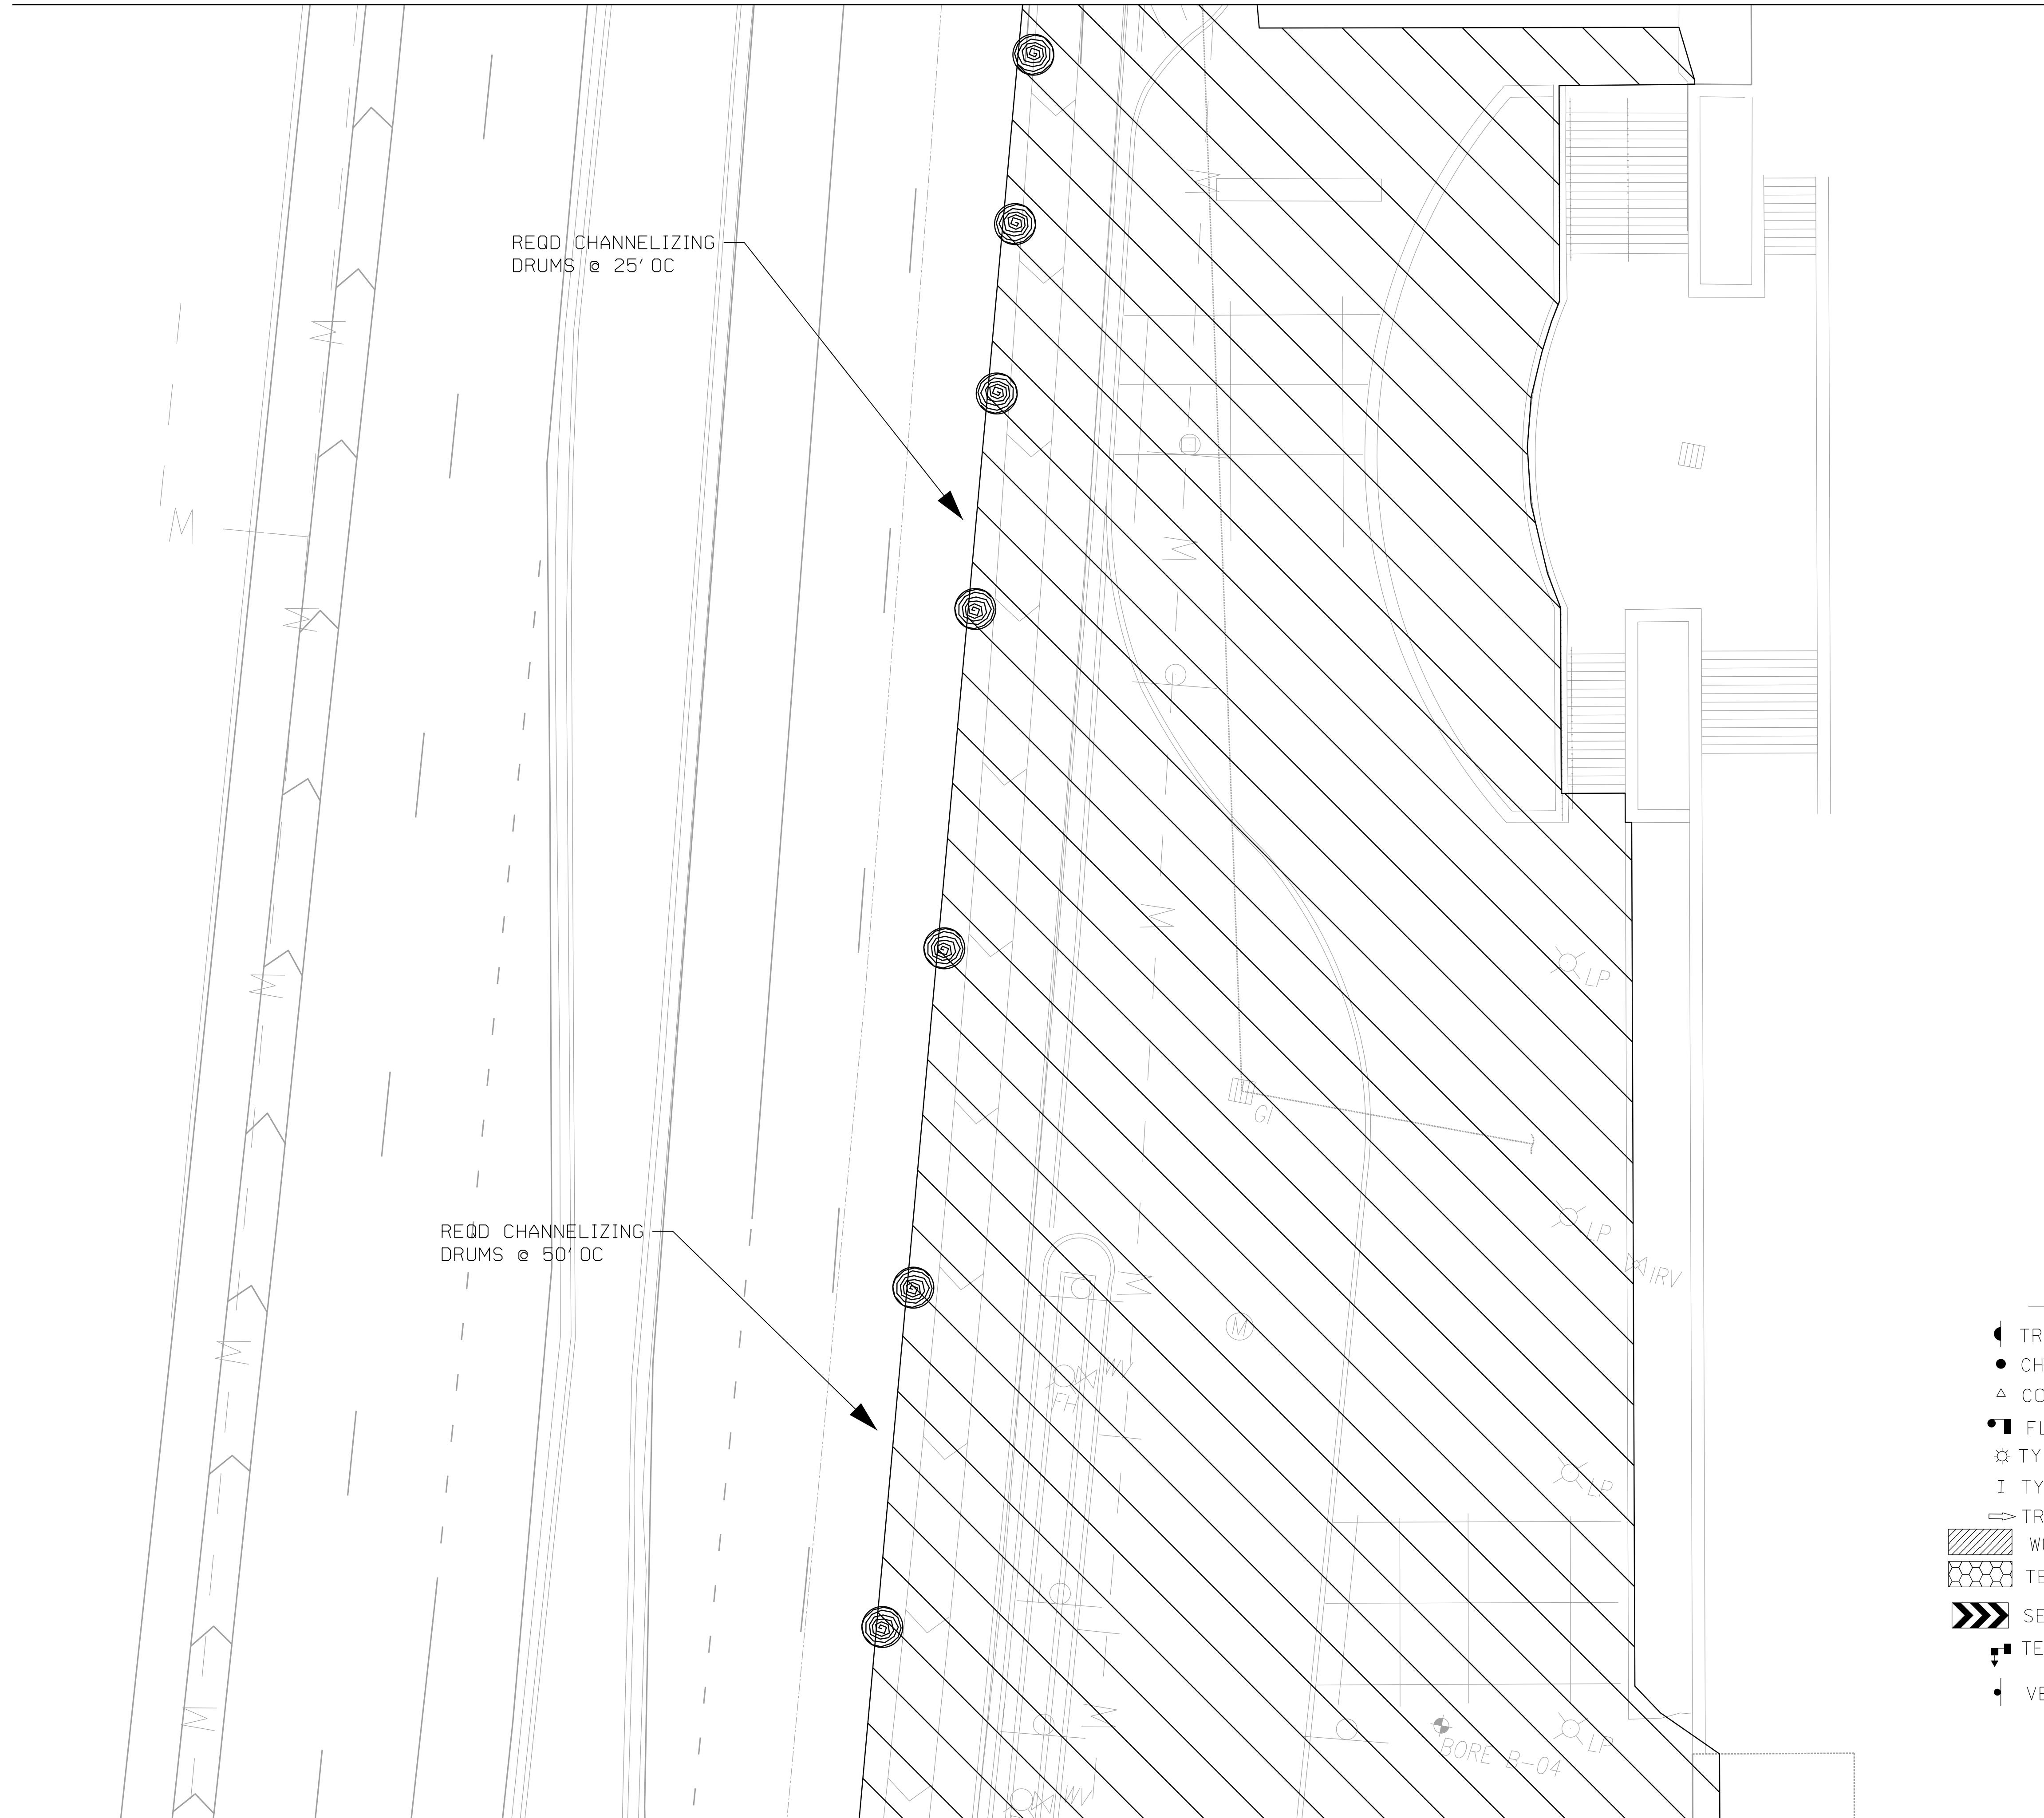 REQD CHANNELIZING
DRUMS @ 25' OC
M
LP
GI
REQD CHANNELIZING
DRUMS @ 50' OC
LP
IRV
M
WV
FH
LP
BORE B-04
LP
WV
TR
CH
CO
FL
TY
TY
TR
TE
SE
TE
VE